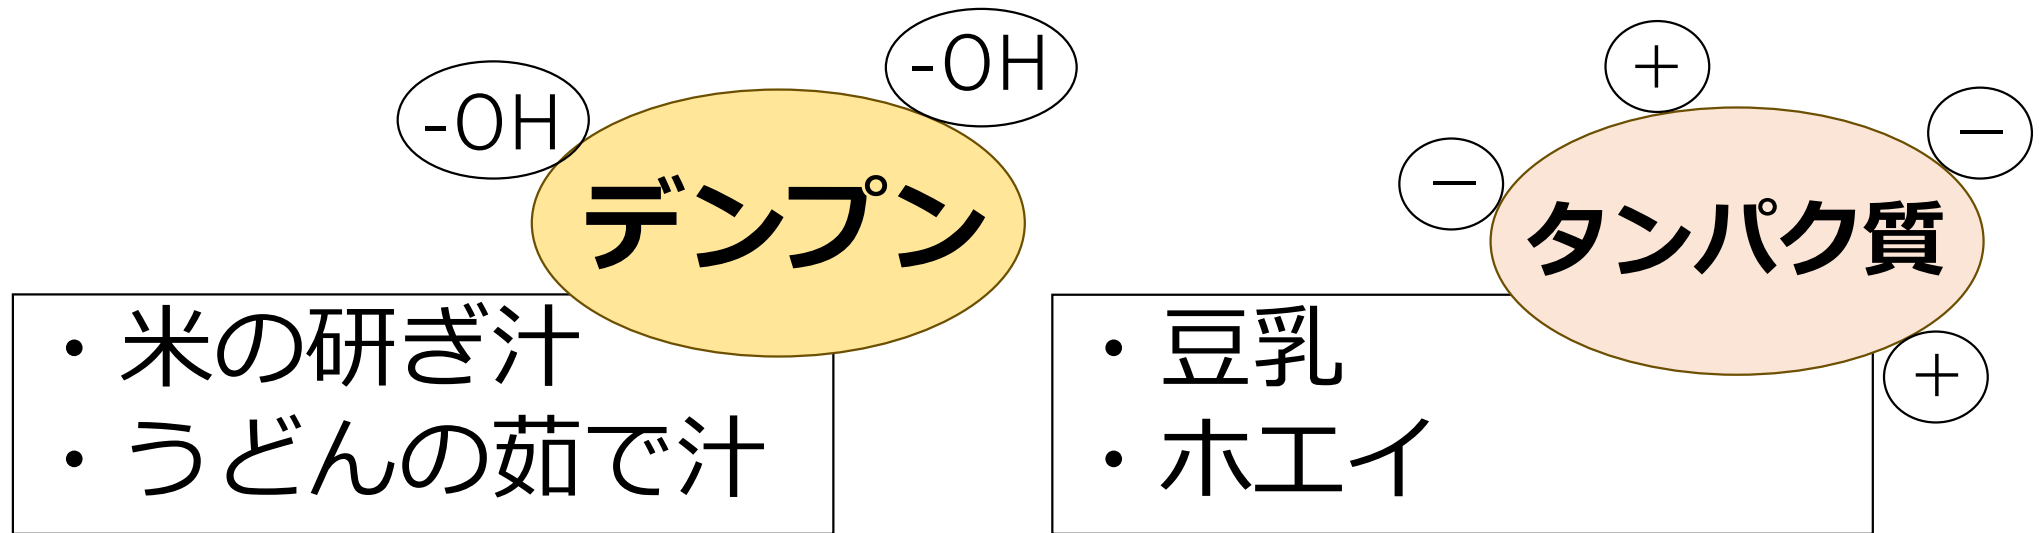 -OH
-OH
デンプン
・米の研ぎ汁
・うどんの茹で汁
＋
－
－
タンパク質
＋
・豆乳
・ホエイ